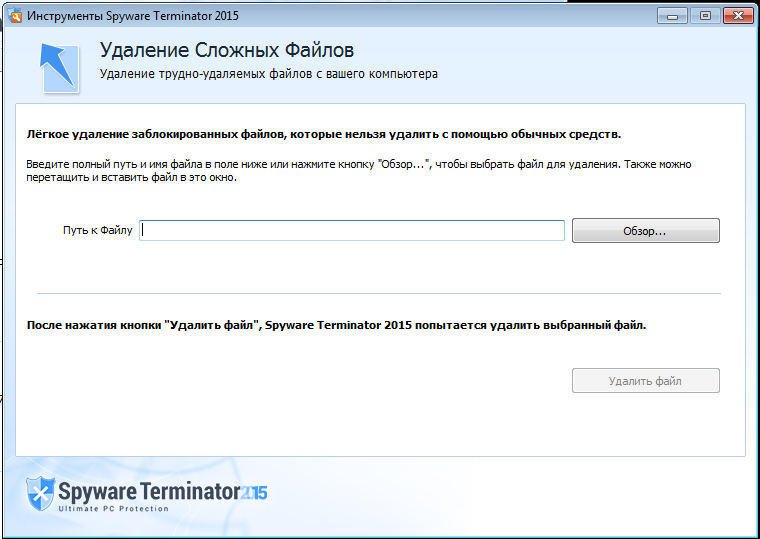 Инструменты Spyware Terminator 2015
Удаление Сложных Файлов
Удаление трудно-удаляемых файлов с вашего компьютера
Лёгкое удаление заблокированных файлов, которые нельзя удалить с помощью обычных средств.
Введите полный путь и имя файла в поле ниже или нажмите кнопку "Обзор...", чтобы выбрать файл для удаления. Также можно
перетащить и вставить файл в это окно.
Путь к Файлу
Обзор...
После нажатия кнопки "Удалить файл", Spyware Terminator 2015 попытается удалить выбранный файл.
Удалить файл
Spyware Terminator2015
Ultimate PC Protection